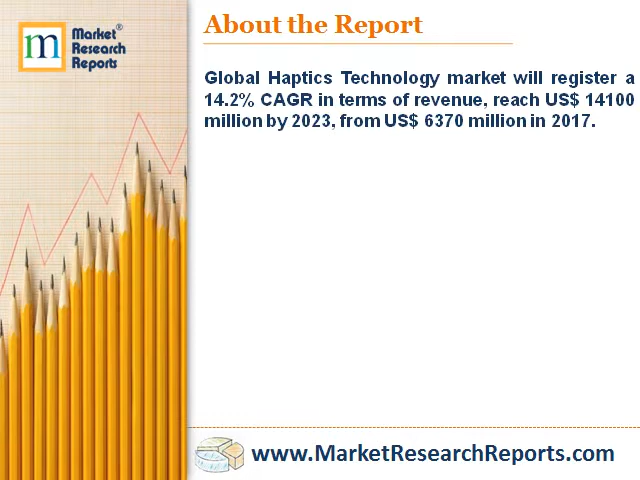 m
Market®
Research
Reports
About the Report
Global Haptics Technology market will register a
14.2% CAGR in terms of revenue, reach US$ 14100
million by 2023, from US$ 6370 million in 2017.
www.MarketResearchReports.com